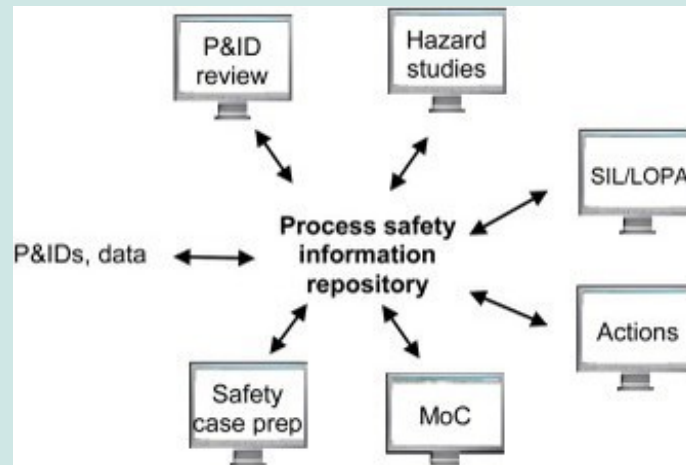 P&ID
review
Hazard
studies
SIL/LOPA
Process safety
information
repository
P&IDs, data
Actions
Safety
case prep
MoC